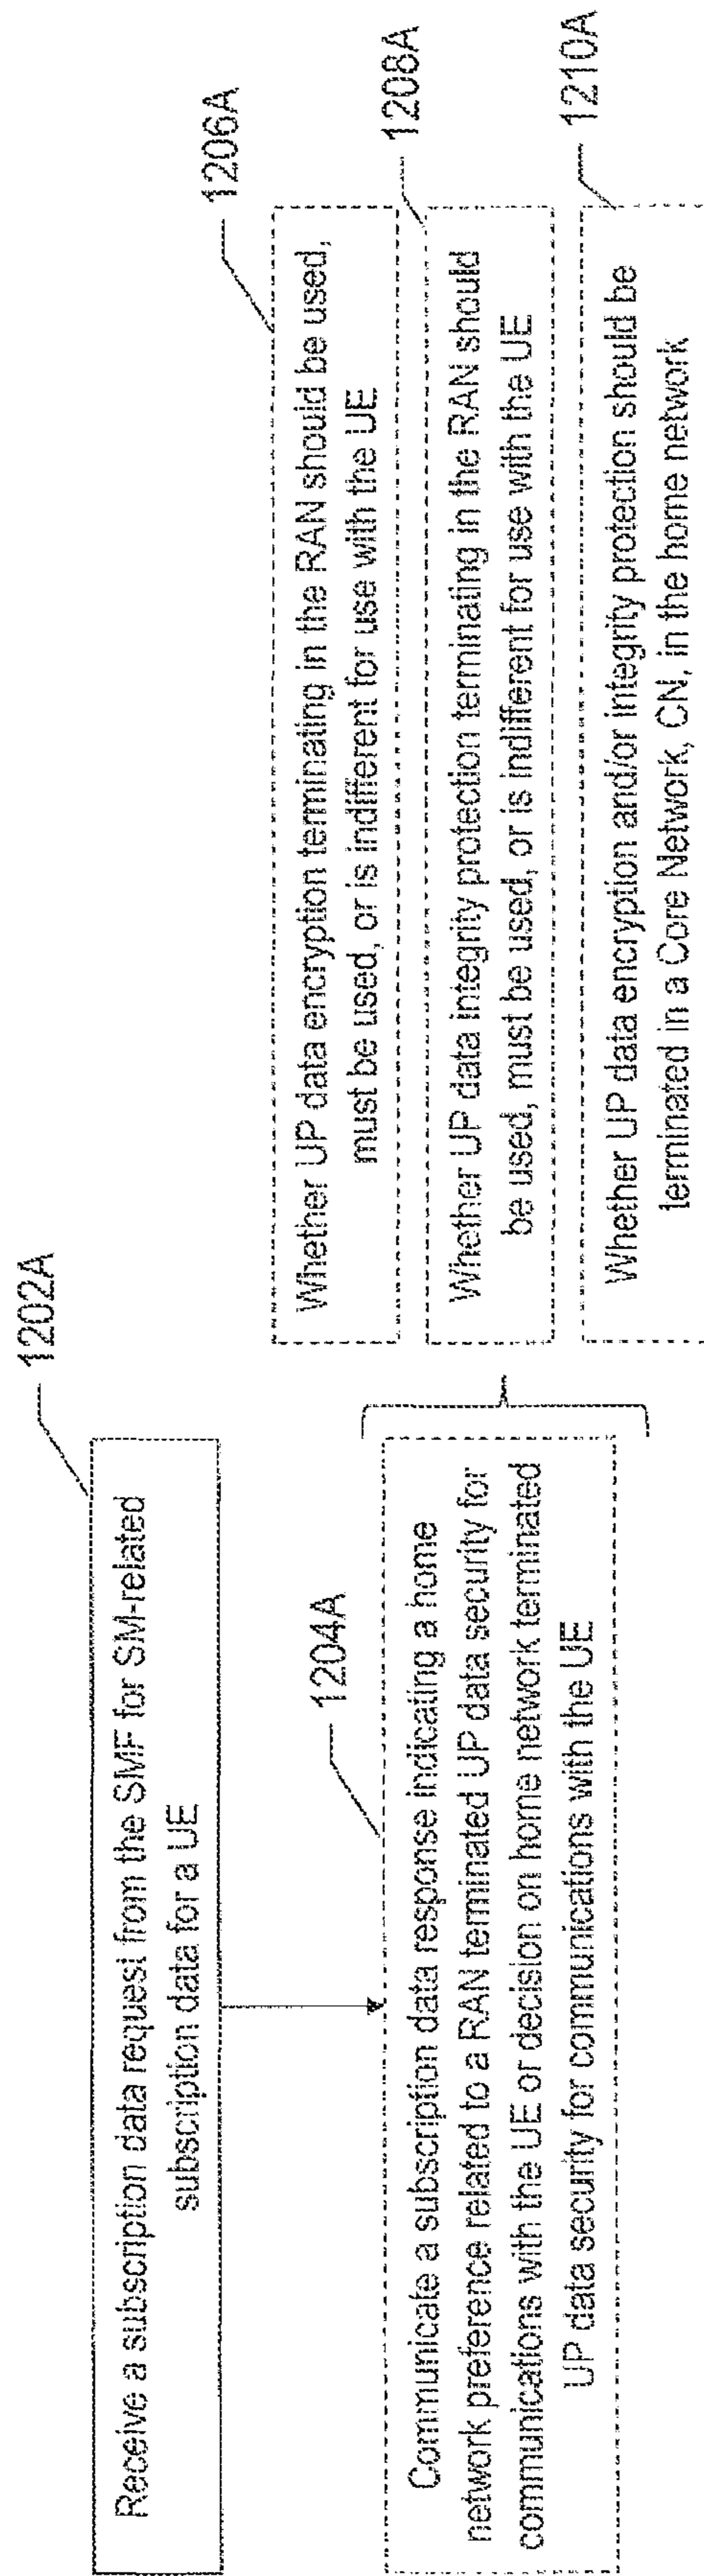 1202A
Receive a subscription data request from the SMF for SM-related
subscription data for a UE
1204A
Communicate a subscription data response indicating a home
network preference related to a RAN terminated UP data security for
communications with the UE or decision on home network terminated
UP data security for communications with the UE
1206A
Whether UP data encryption terminating in the RAN should be used,
must be used, or is indifferent for use with the UE
1208A
Whether UP data integrity protection terminating in the RAN should
be used, must be used, or is indifferent for use with the UE
1210A
Whether UP data encryption and/or integrity protection should be
terminated in a Core Network, CN, in the home network